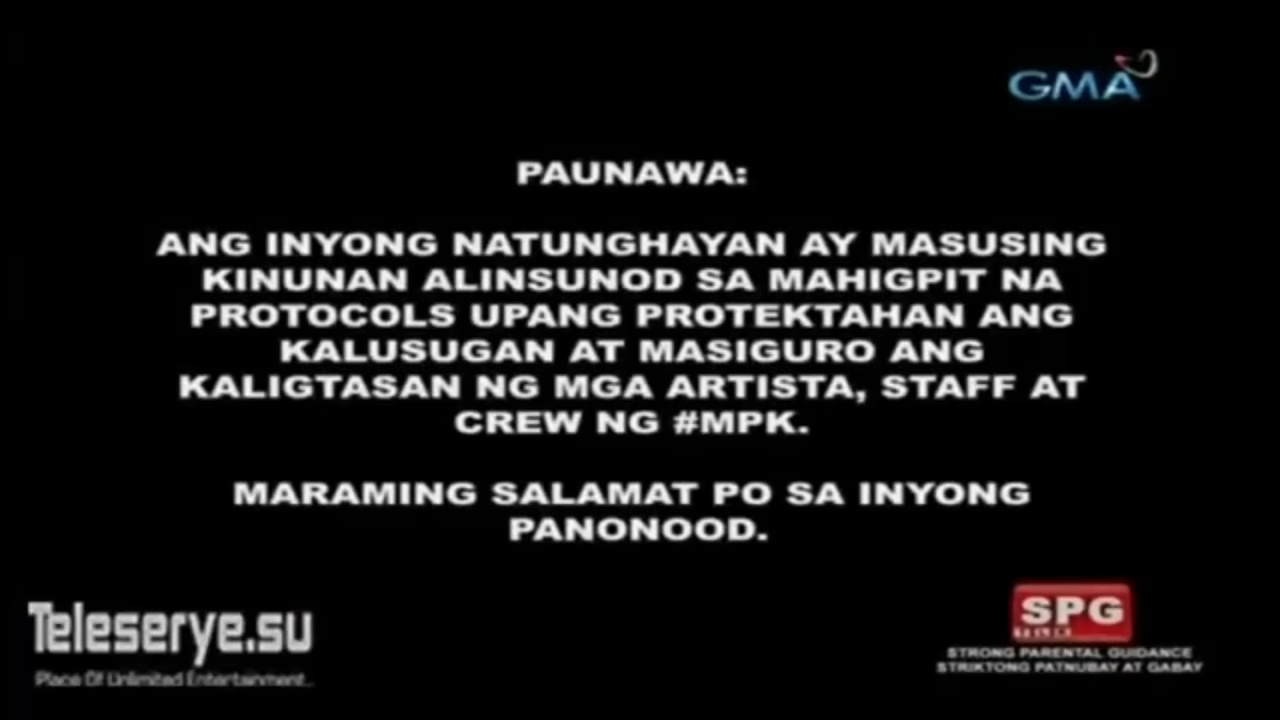 GMA
PAUNAWA:
ANG INYONG NATUNGHAYAN AY MASUSING
KINUNAN ALINSUNOD SA MAHIGPIT NA
PROTOCOLS UPANG PROTEKTAHAN ANG
KALUSUGAN AT MASIGURO ANG
KALIGTASAN NG MGA ARTISTA, STAFF AT
CREW NG #MPK.
MARAMING SALAMAT PO SA INYONG
PANONOOD.
Teleserye.su
Place Of Unlimited Entertainment..
SPG
STRONG PARENTAL GUIDANCE
STRIKTONG PATNUBAY AT GABAY